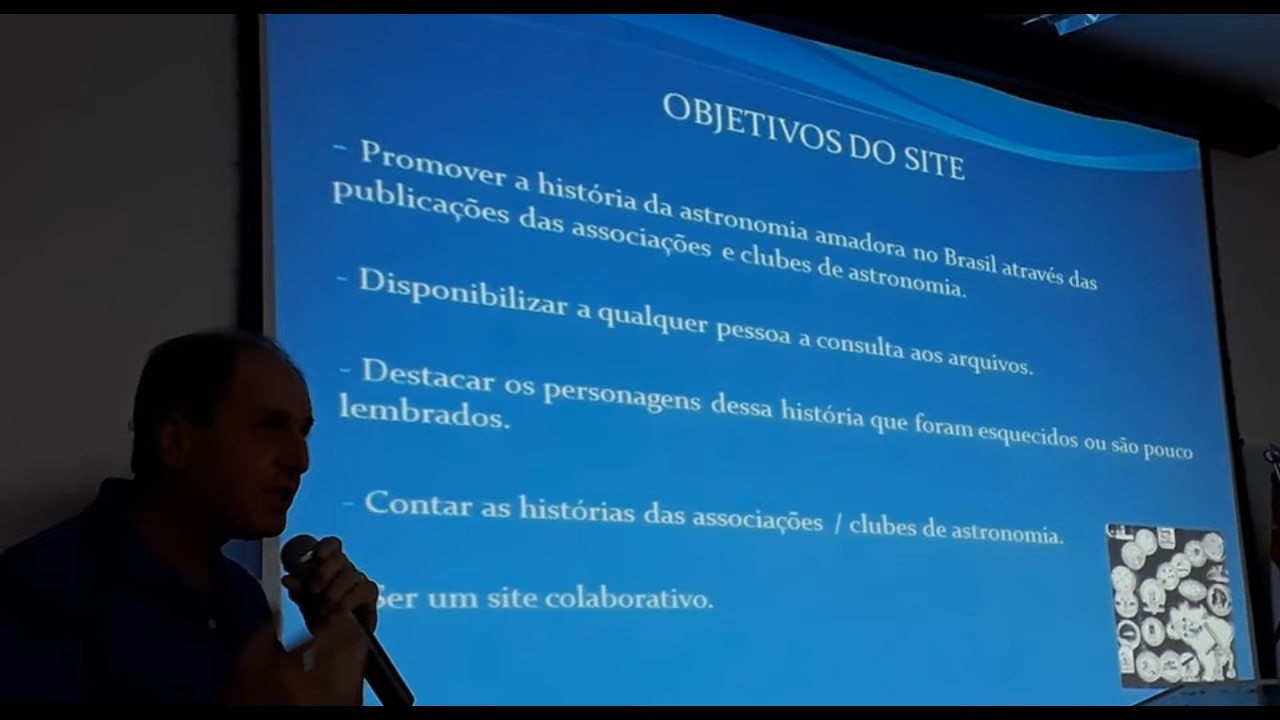 OBJETIVOS DO SITE
- Promover a história da astronomia amadora no Brasil através das
publicações das associações e clubes de astronomia.
- Disponibilizar a qualquer pessoa a consulta aos arquivos.
- Destacar os personagens dessa história que foram esquecidos ou são pouco
lembrados.
- Contar as histórias das associações / clubes de astronomia.
Ser um site colaborativo.